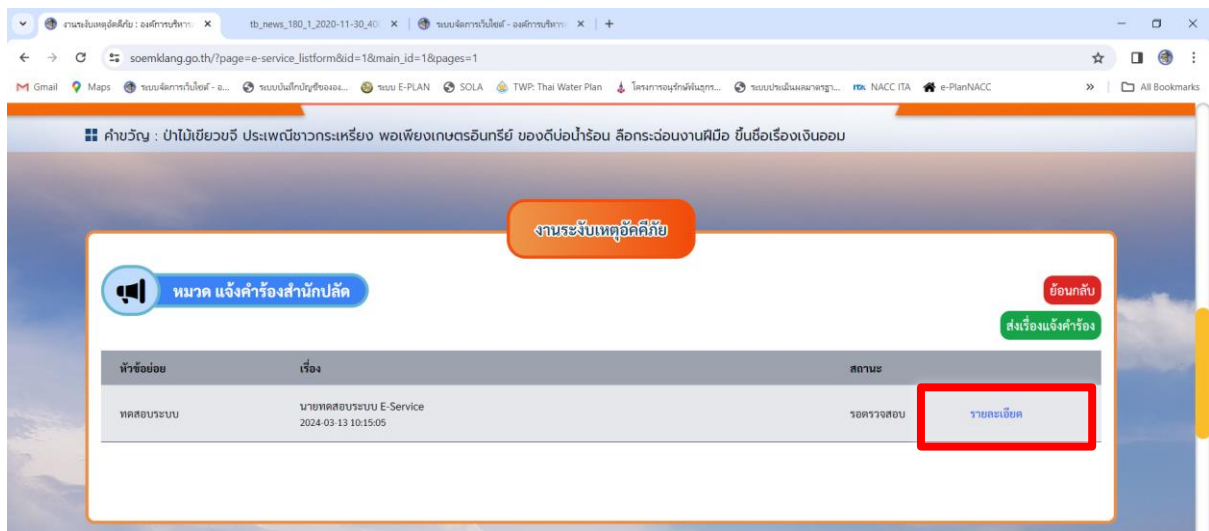 งานระงับเหตุอัคคีภัย : องค์การบริหาร
tb_news_180_1_2020-11-30_40
ระบบจัดการเว็บไซต์ - องค์การบริหาร
soemklang.go.th/?page=e-service_listform&id=1&main_id=1&pages=1
Gmail Maps ระบบจัดการเว็บไซต์ - อ... ระบบบันทึกบัญชีขององ... ระบบ E-PLAN SOLA TWP: Thai Water Plan โครงการอนุรักษ์พันธุกร... ระบบประเมินผลมาตรฐา... ITA NACC ITA e-PlanNACC » All Bookmarks
คำขวัญ : ป่าไม้เขียวขจี ประเพณีชาวกระเหรี่ยง พอเพียงเกษตรอินทรีย์ ของดีบ่อน้ำร้อน ลือกระฉ่อนงานฝีมือ ขึ้นชื่อเรื่องเงินออม
งานระงับเหตุอัคคีภัย
หมวด แจ้งคำร้องสำนักปลัด
ย้อนกลับ
ส่งเรื่องแจ้งคำร้อง
หัวข้อย่อย เรื่อง สถานะ
ทดสอบระบบ นายทดสอบระบบ E-Service รอตรวจสอบ รายละเอียด
2024-03-13 10:15:05